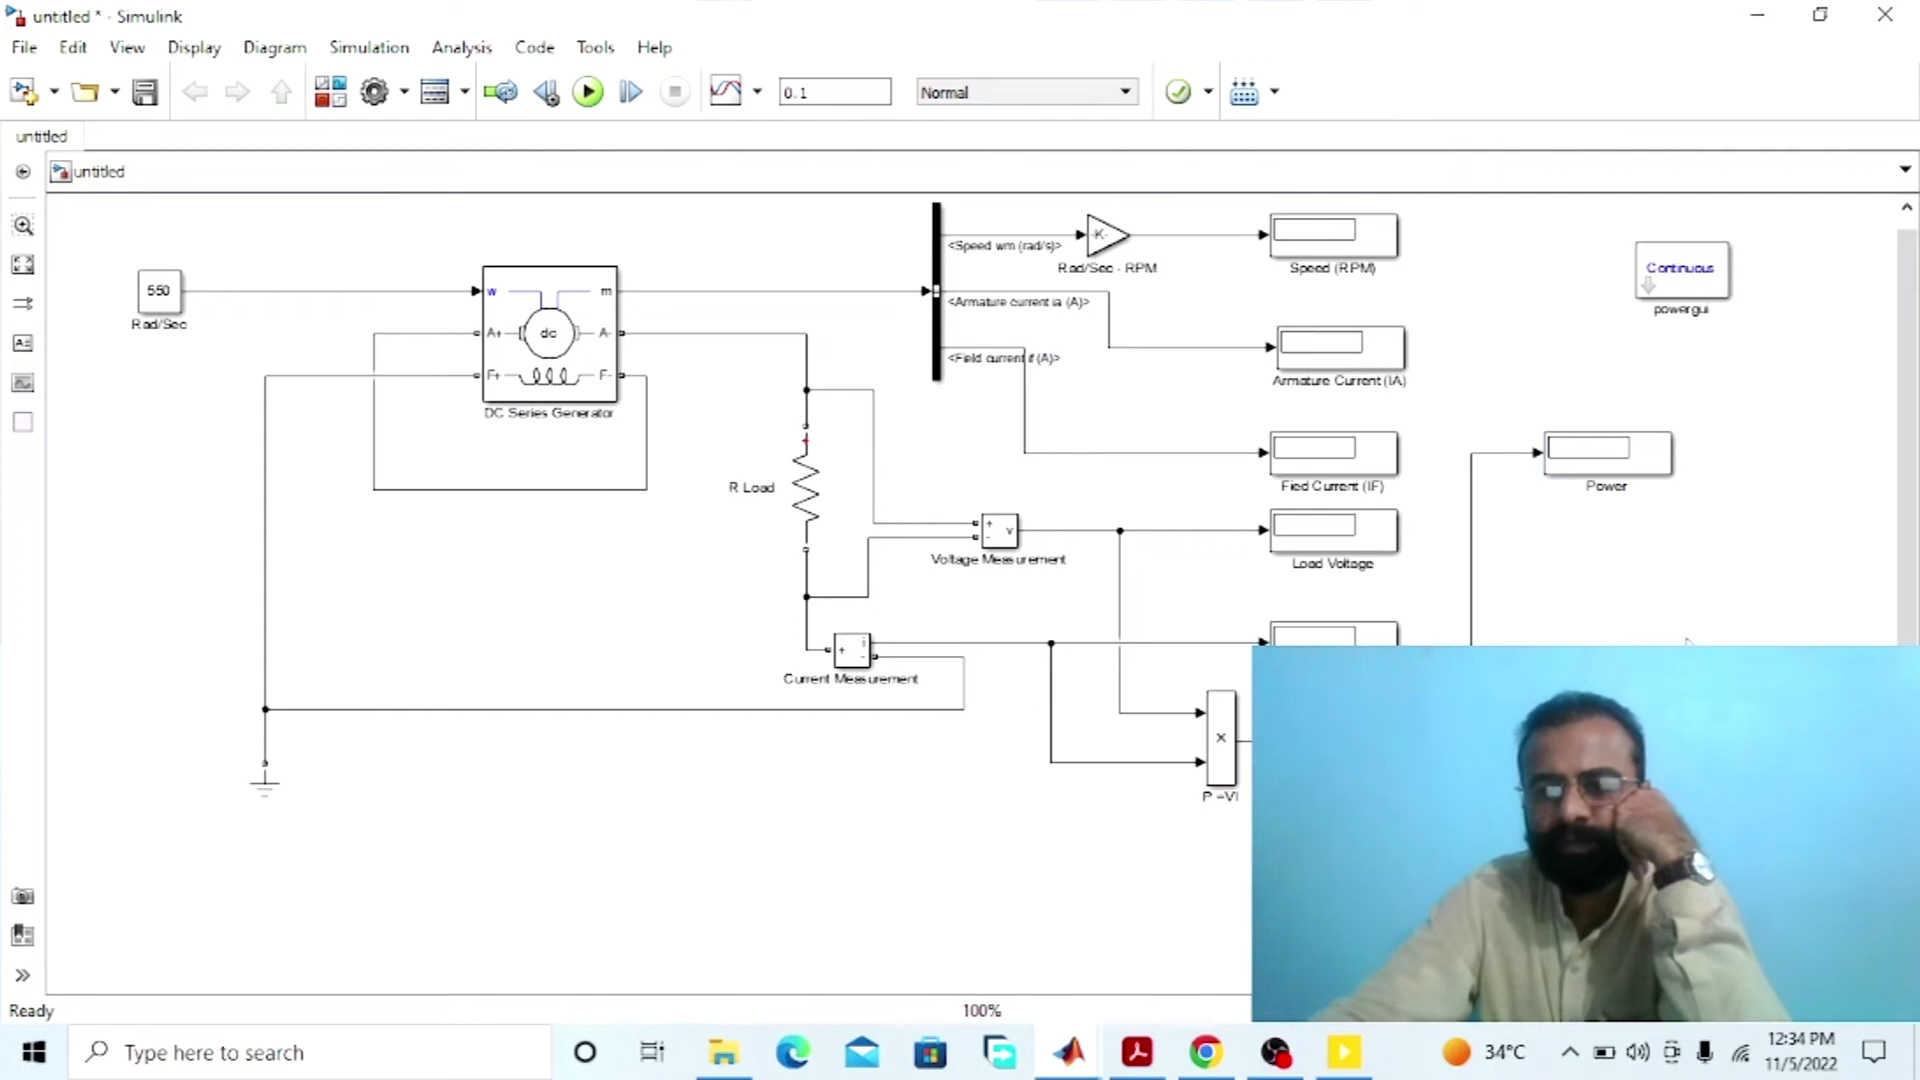 untitled * - Simulink
File Edit View Display Diagram Simulation Analysis Code Tools Help
0.1 Normal
untitled
untitled
550
Rad/Sec
w m
A+ dc A-
F+ F-
DC Series Generator
<Speed wm (rad/s)>
-K-
Rad/Sec - RPM
Speed (RPM)
Continuous
powergui
<Armature current ia (A)>
Armature Current (IA)
<Field current if (A)>
Fied Current (IF)
Power
R Load
+
-
v
Voltage Measurement
Load Voltage
+ i
-
Current Measurement
×
P =VI
Ready 100%
Type here to search
34°C
12:34 PM
11/5/2022